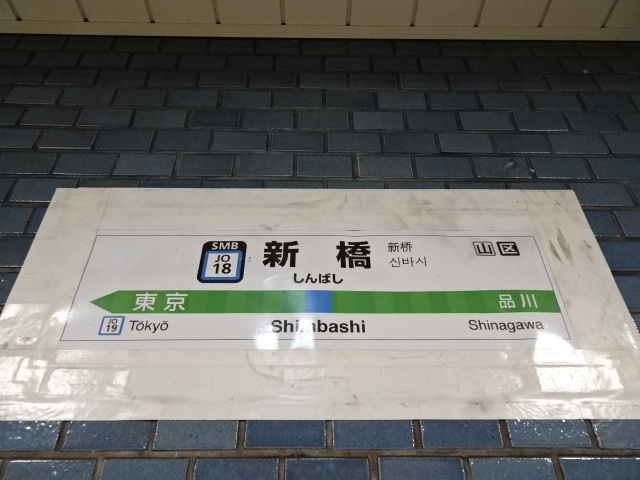 SMB
JO
18
新橋
しんばし
新桥
신바시
山区
東京
品川
JO
19
Tōkyō
Shimbashi
Shinagawa